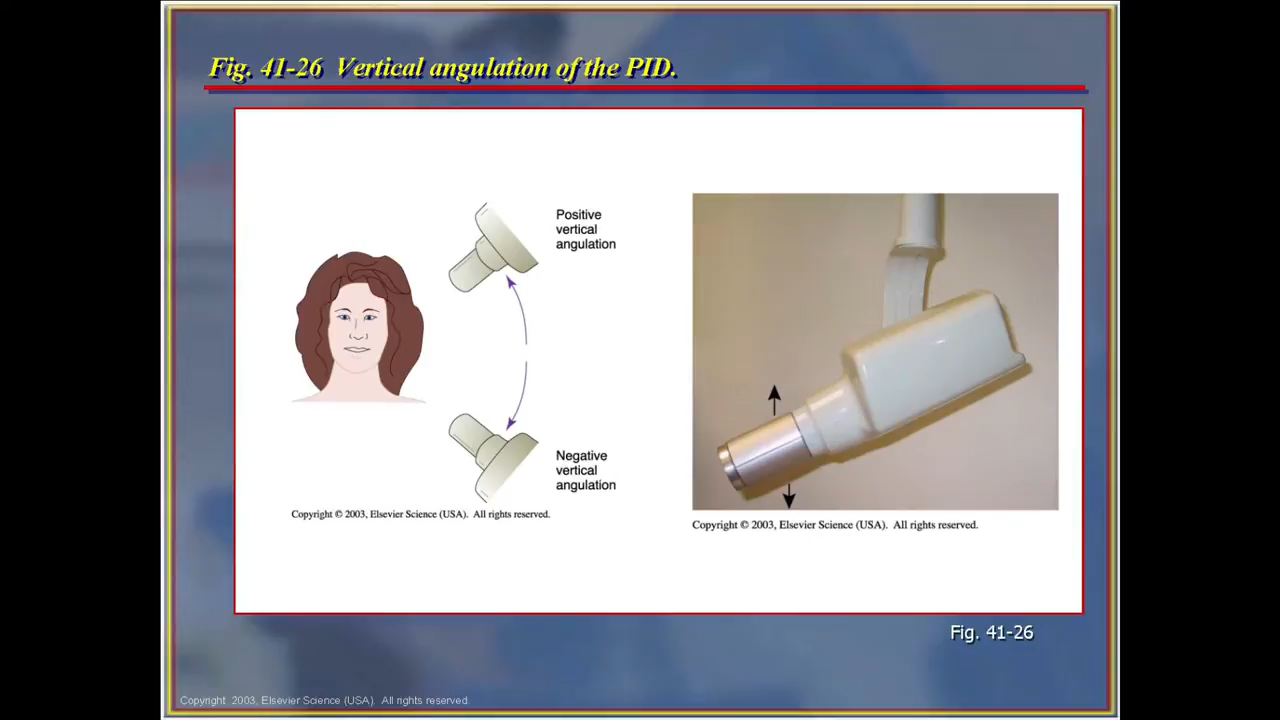 Fig. 41-26 Vertical angulation of the PID.
Positive
vertical
angulation
Negative
vertical
angulation
Copyright © 2003, Elsevier Science (USA). All rights reserved.
Copyright © 2003, Elsevier Science (USA). All rights reserved.
Fig. 41-26
Copyright 2003, Elsevier Science (USA). All rights reserved.